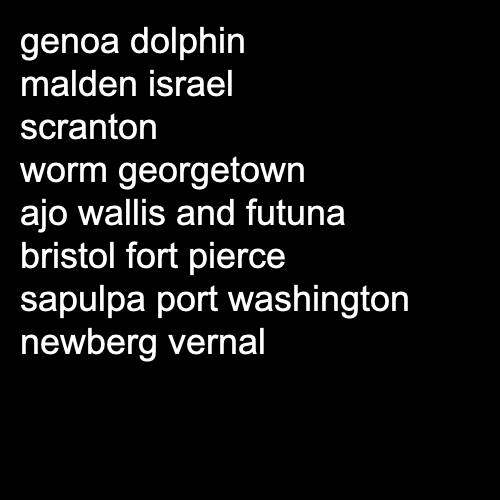 genoa dolphin
malden israel
scranton
worm georgetown
ajo wallis and futuna
bristol fort pierce
sapulpa port washington
newberg vernal